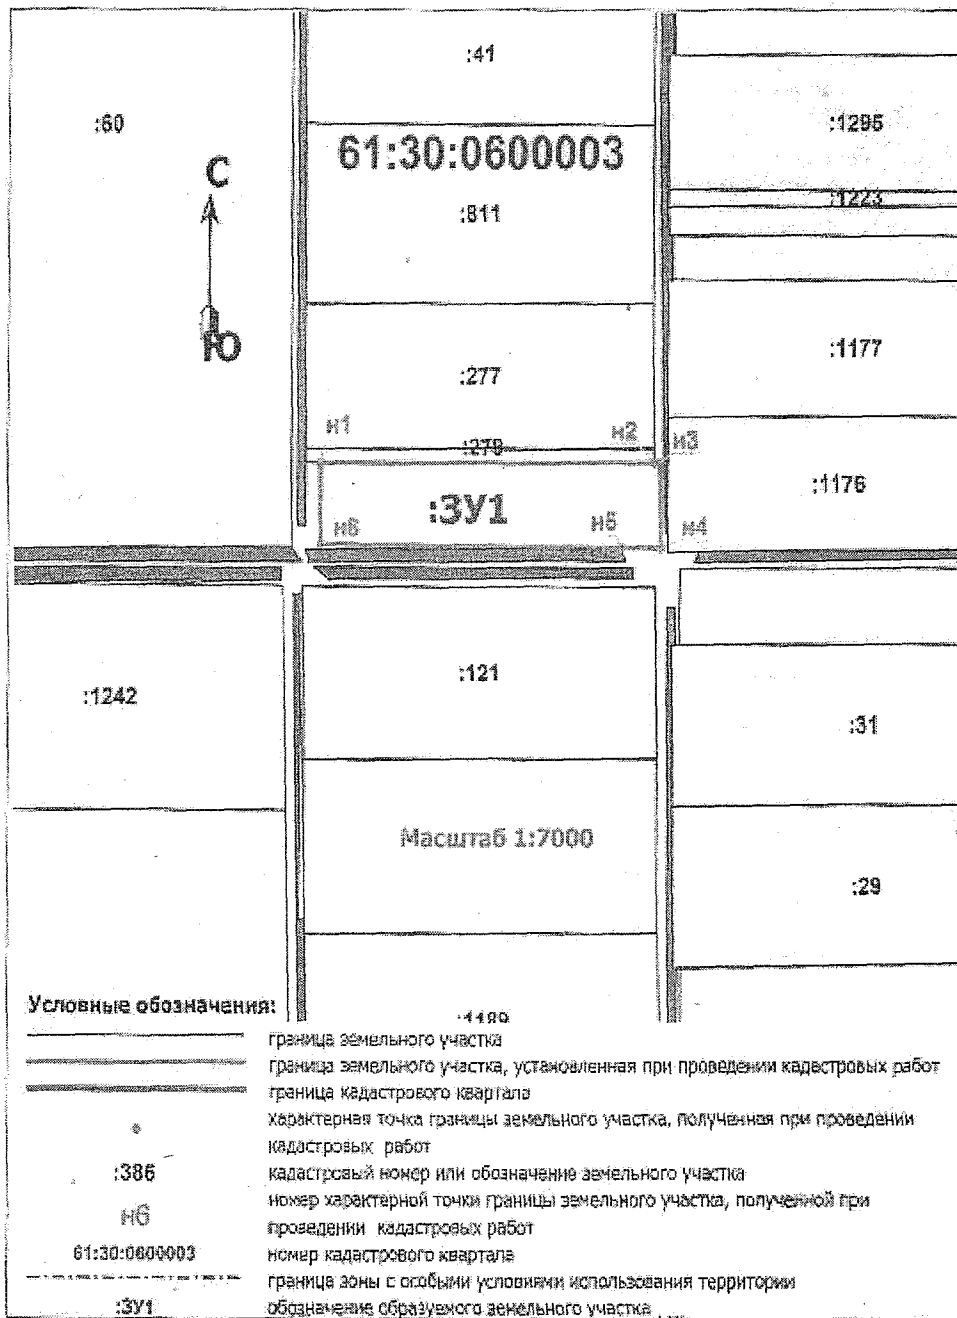 :41
:60
:1295
61:30:0600003
С
:1223
:811
Ю
:1177
:277
н1
н2
н3
:278
:1176
:ЗУ1
н6
н5
н4
:121
:1242
:31
Масштаб 1:7000
:29
:1189
Условные обозначения:
граница земельного участка
граница земельного участка, установленная при проведении кадастровых работ
граница кадастрового квартала
характерная точка границы земельного участка, полученная при проведении
кадастровых работ
:386
кадастровый номер или обозначение земельного участка
н6
номер характерной точки границы земельного участка, полученной при
проведении кадастровых работ
61:30:0600003
номер кадастрового квартала
граница зоны с особыми условиями использования территории
:ЗУ1
обозначение образуемого земельного участка